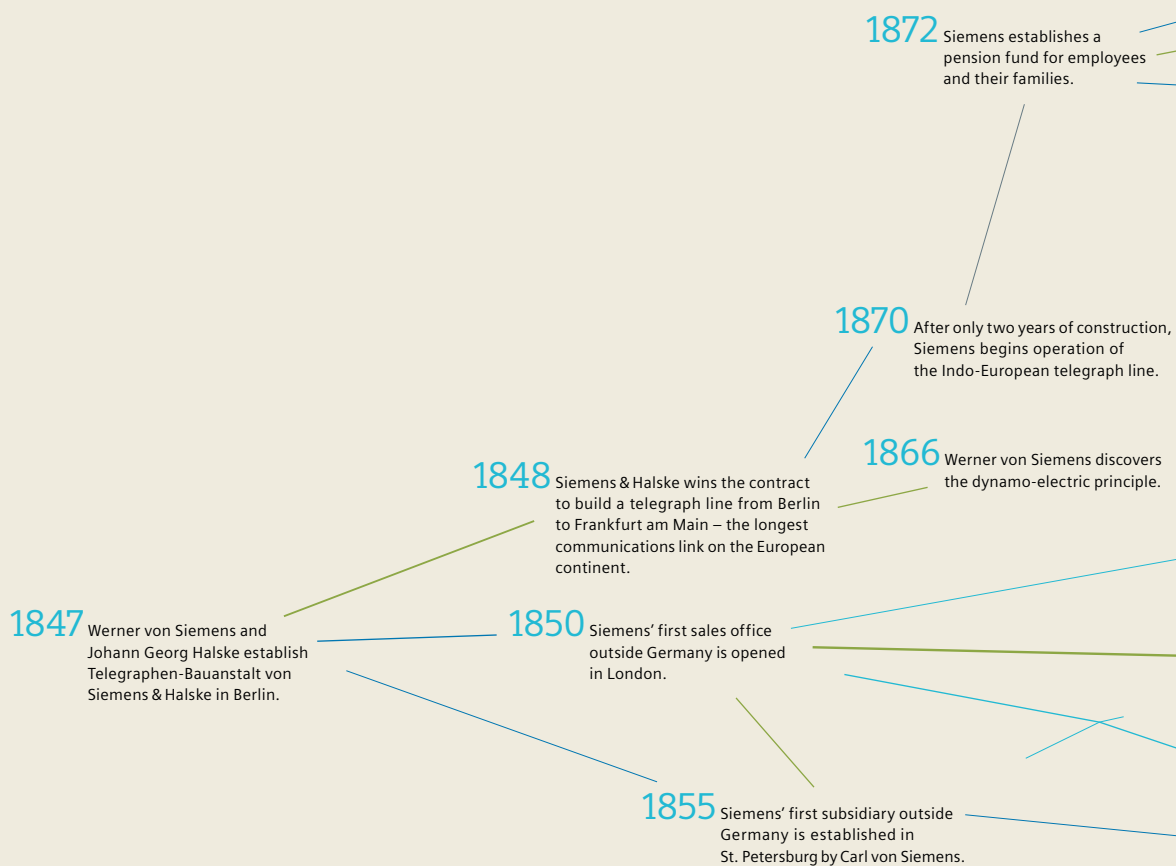 1872 Siemens establishes a
pension fund for employees
and their families.
1870 After only two years of construction,
Siemens begins operation of
the Indo-European telegraph line.
1866 Werner von Siemens discovers
the dynamo-electric principle.
1848 Siemens & Halske wins the contract
to build a telegraph line from Berlin
to Frankfurt am Main – the longest
communications link on the European
continent.
1847 Werner von Siemens and
Johann Georg Halske establish
Telegraphen-Bauanstalt von
Siemens & Halske in Berlin.
1850 Siemens’ first sales office
outside Germany is opened
in London.
1855 Siemens’ first subsidiary outside
Germany is established in
St. Petersburg by Carl von Siemens.